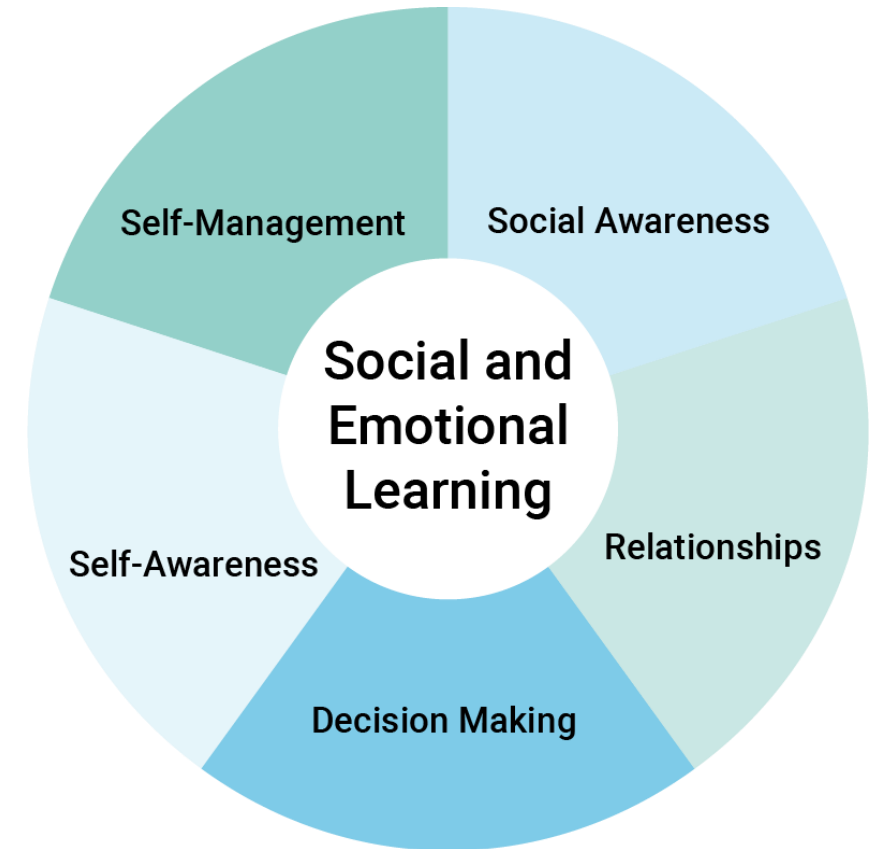 Self-Management
Social Awareness
Social and
Emotional
Learning
Self-Awareness
Relationships
Decision Making